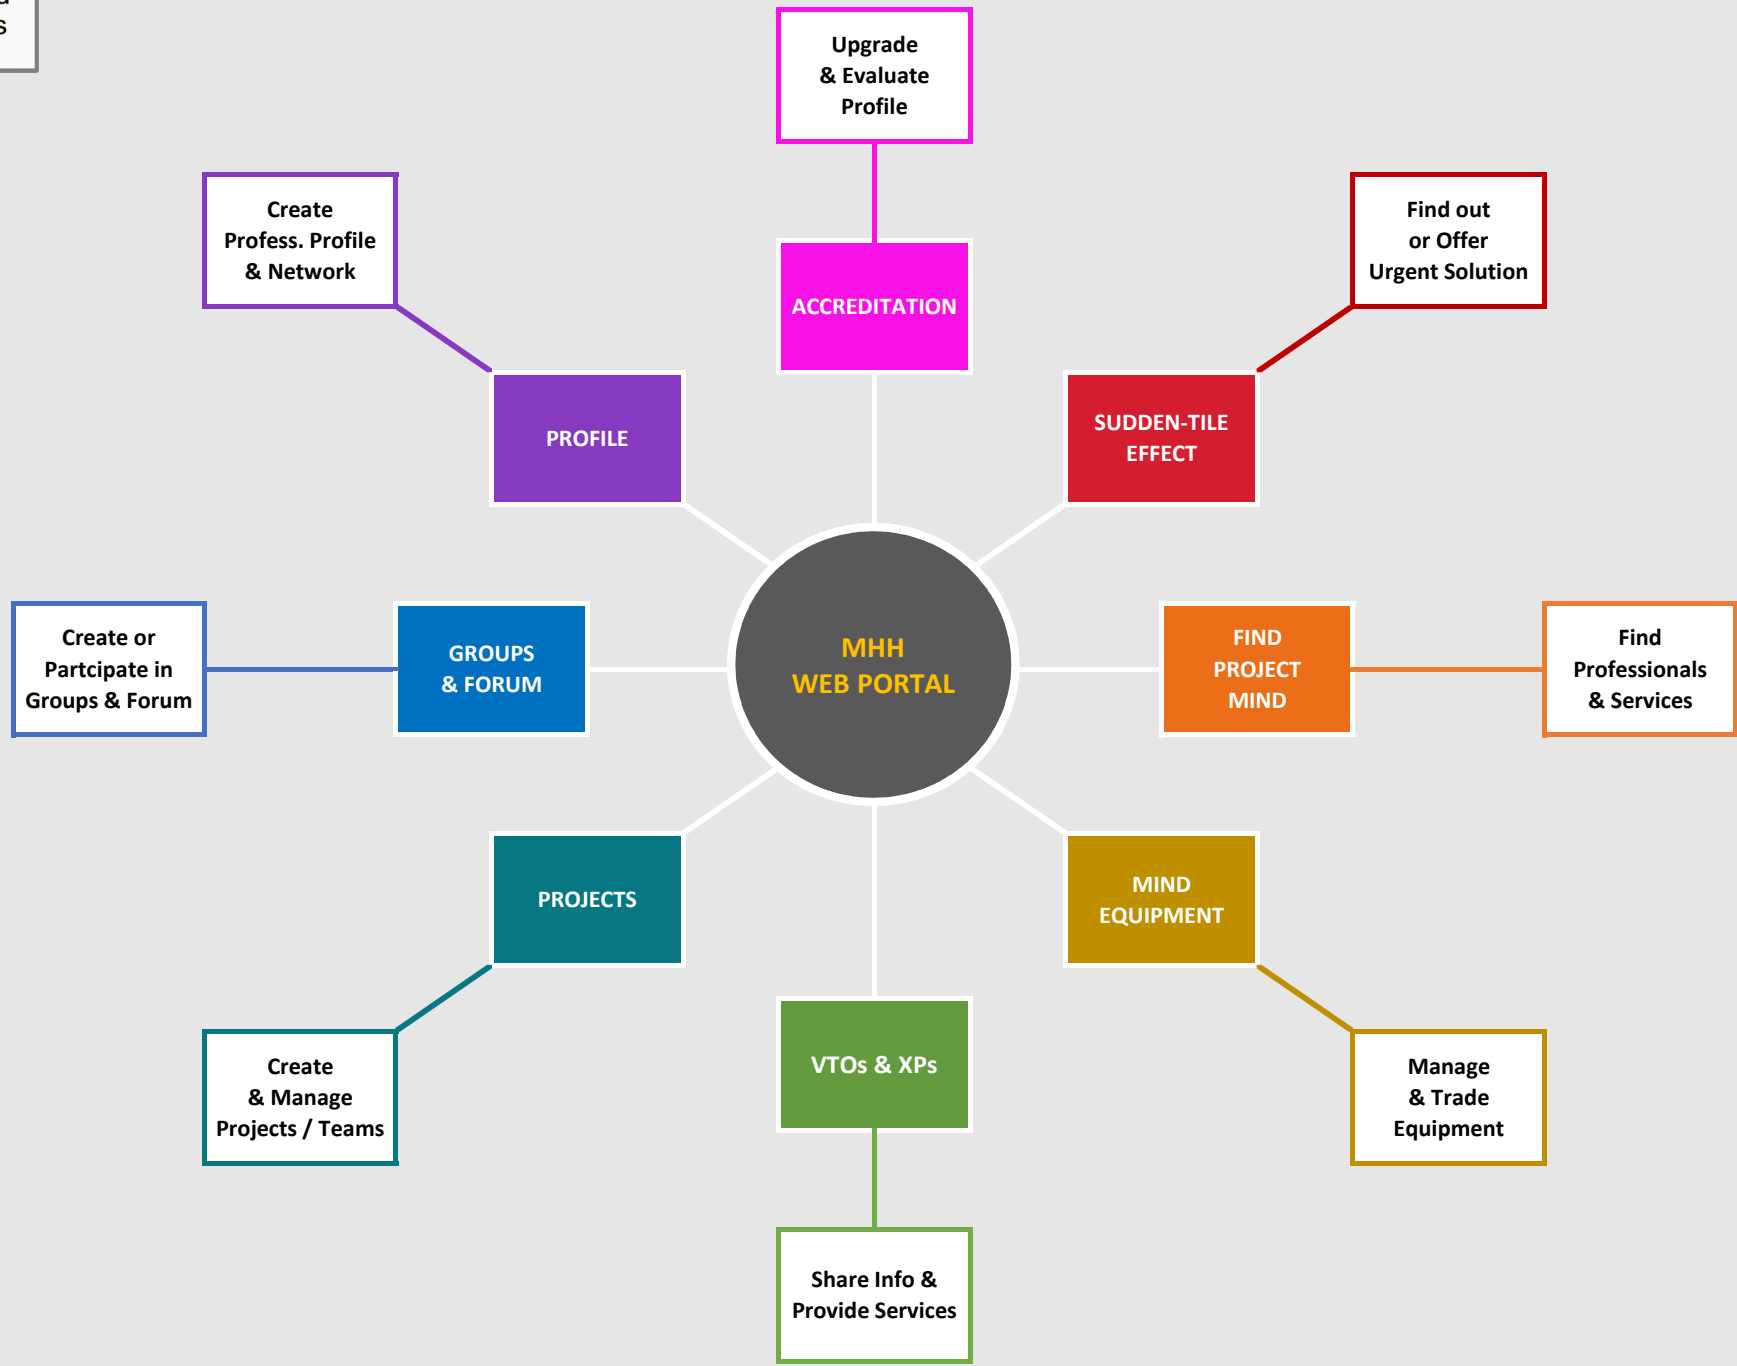 s
Upgrade
& Evaluate
Profile
Create
Profess. Profile
& Network
Find out
or Offer
Urgent Solution
ACCREDITATION
PROFILE
SUDDEN-TILE
EFFECT
Create or
Partcipate in
Groups & Forum
GROUPS
& FORUM
MHH
WEB PORTAL
FIND
PROJECT
MIND
Find
Professionals
& Services
PROJECTS
MIND
EQUIPMENT
VTOs & XPs
Create
& Manage
Projects / Teams
Manage
& Trade
Equipment
Share Info &
Provide Services